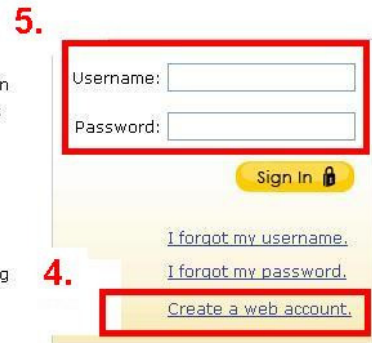 5.
n
Username:
Password:
Sign In
I forgot my username.
g
4.
I forgot my password.
Create a web account.